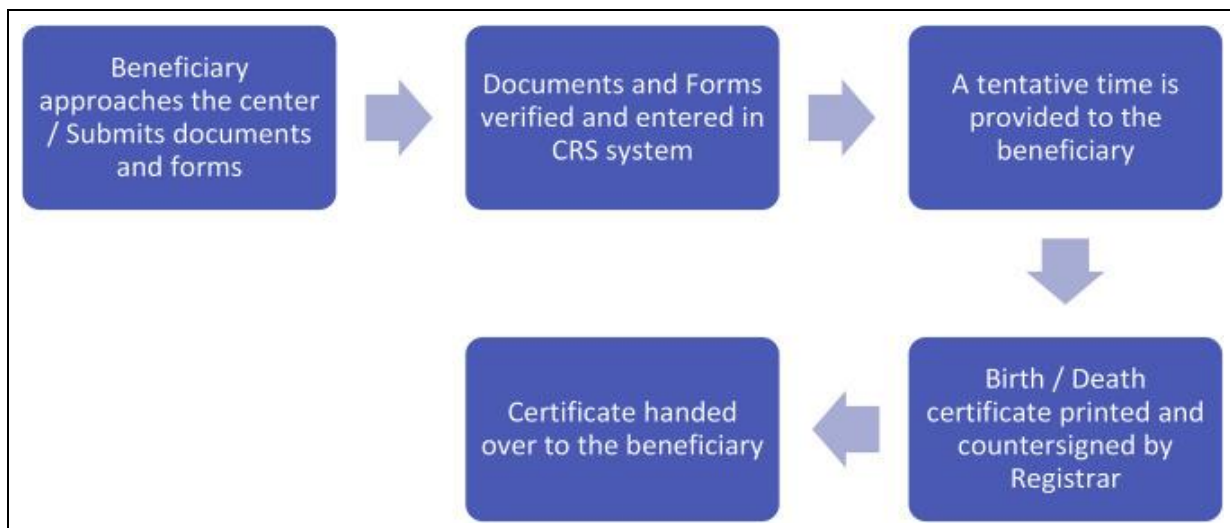 Beneficiary
approaches the center
/ Submits documents
and forms
Documents and Forms
verified and entered in
CRS system
A tentative time is
provided to the
beneficiary
Birth / Death
certificate printed and
countersigned by
Registrar
Certificate handed
over to the beneficiary